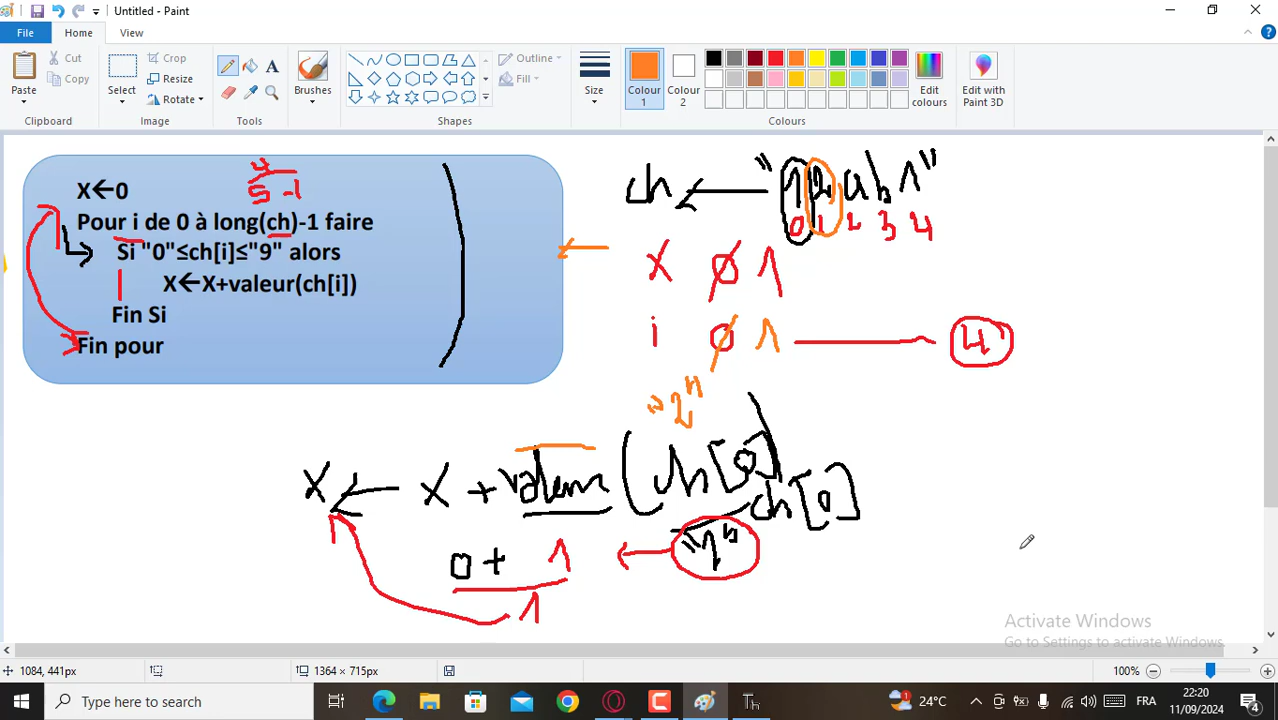 Untitled - Paint
File Home View
Paste
Cut
Copy
Clipboard
Select
Crop
Resize
Rotate
Image
Tools
Brushes
Outline
Fill
Shapes
Size
Colour 1
Colour 2
Edit colours
Edit with Paint 3D
Colours
4
5 - 1
X←0
Pour i de 0 à long(ch)-1 faire
Si "0"≤ch[i]≤"9" alors
X←X+valeur(ch[i])
Fin Si
Fin pour
ch ← "12ab1"
0 1 2 3 4
X 0 1
i 0 1 4
"2"
X ← X + valeur (ch[0])
ch[0]
0 + 1 ← "1"
1
Activate Windows
Go to Settings to activate Windows.
1084, 441px
1364 × 715px
100%
Type here to search
1
24°C
FRA
22:20
11/09/2024
4